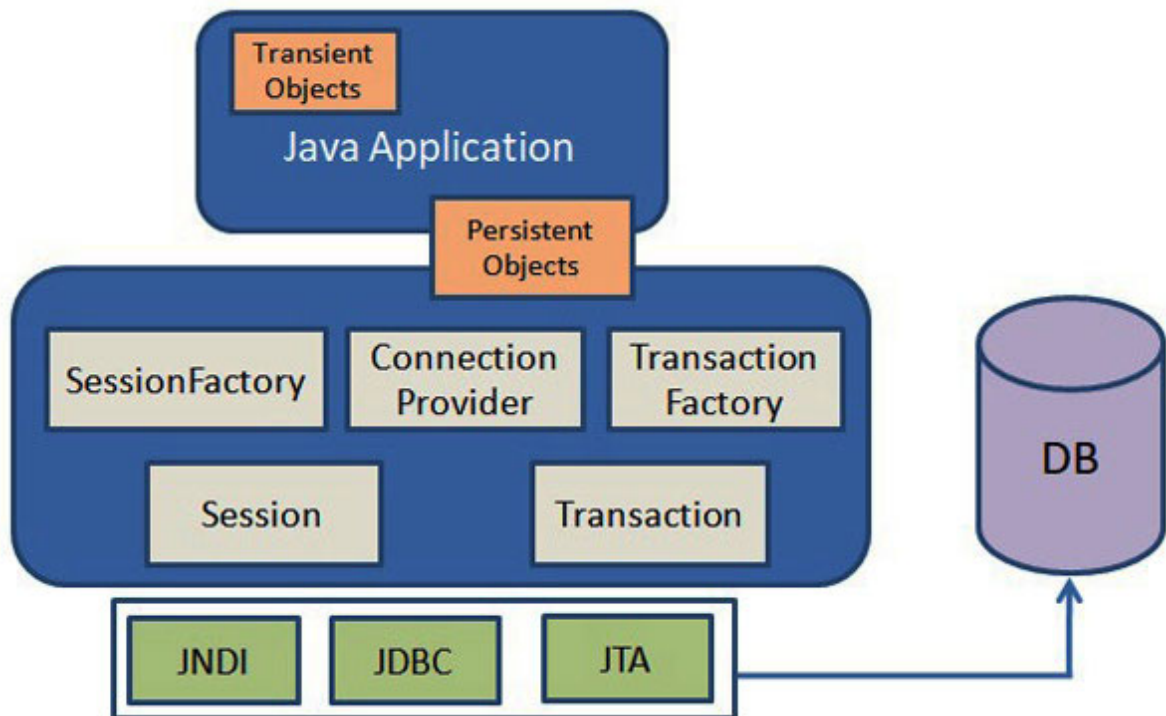 Transient
Objects
Java Application
Persistent
Objects
SessionFactory
Connection
Provider
Transaction
Factory
Session
Transaction
DB
JNDI
JDBC
JTA